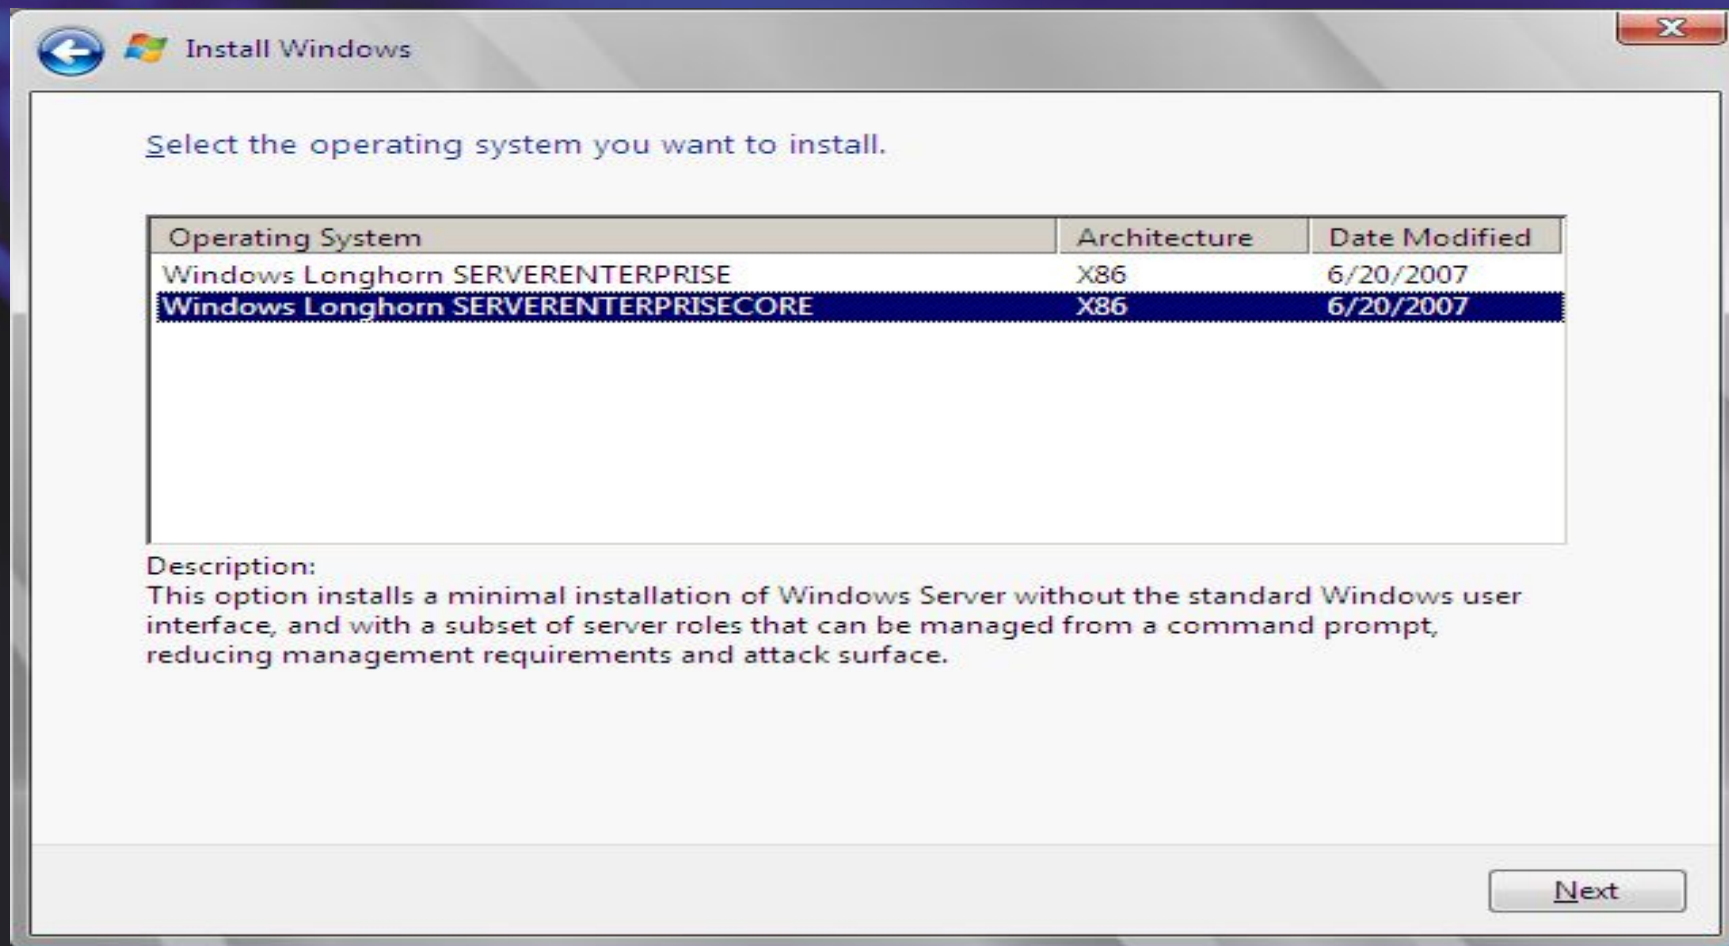 Install Windows
Select the operating system you want to install.
Operating System Architecture Date Modified
Windows Longhorn SERVERENTERPRISE X86 6/20/2007
Windows Longhorn SERVERENTERPRISECORE X86 6/20/2007
Description:
This option installs a minimal installation of Windows Server without the standard Windows user
interface, and with a subset of server roles that can be managed from a command prompt,
reducing management requirements and attack surface.
Next